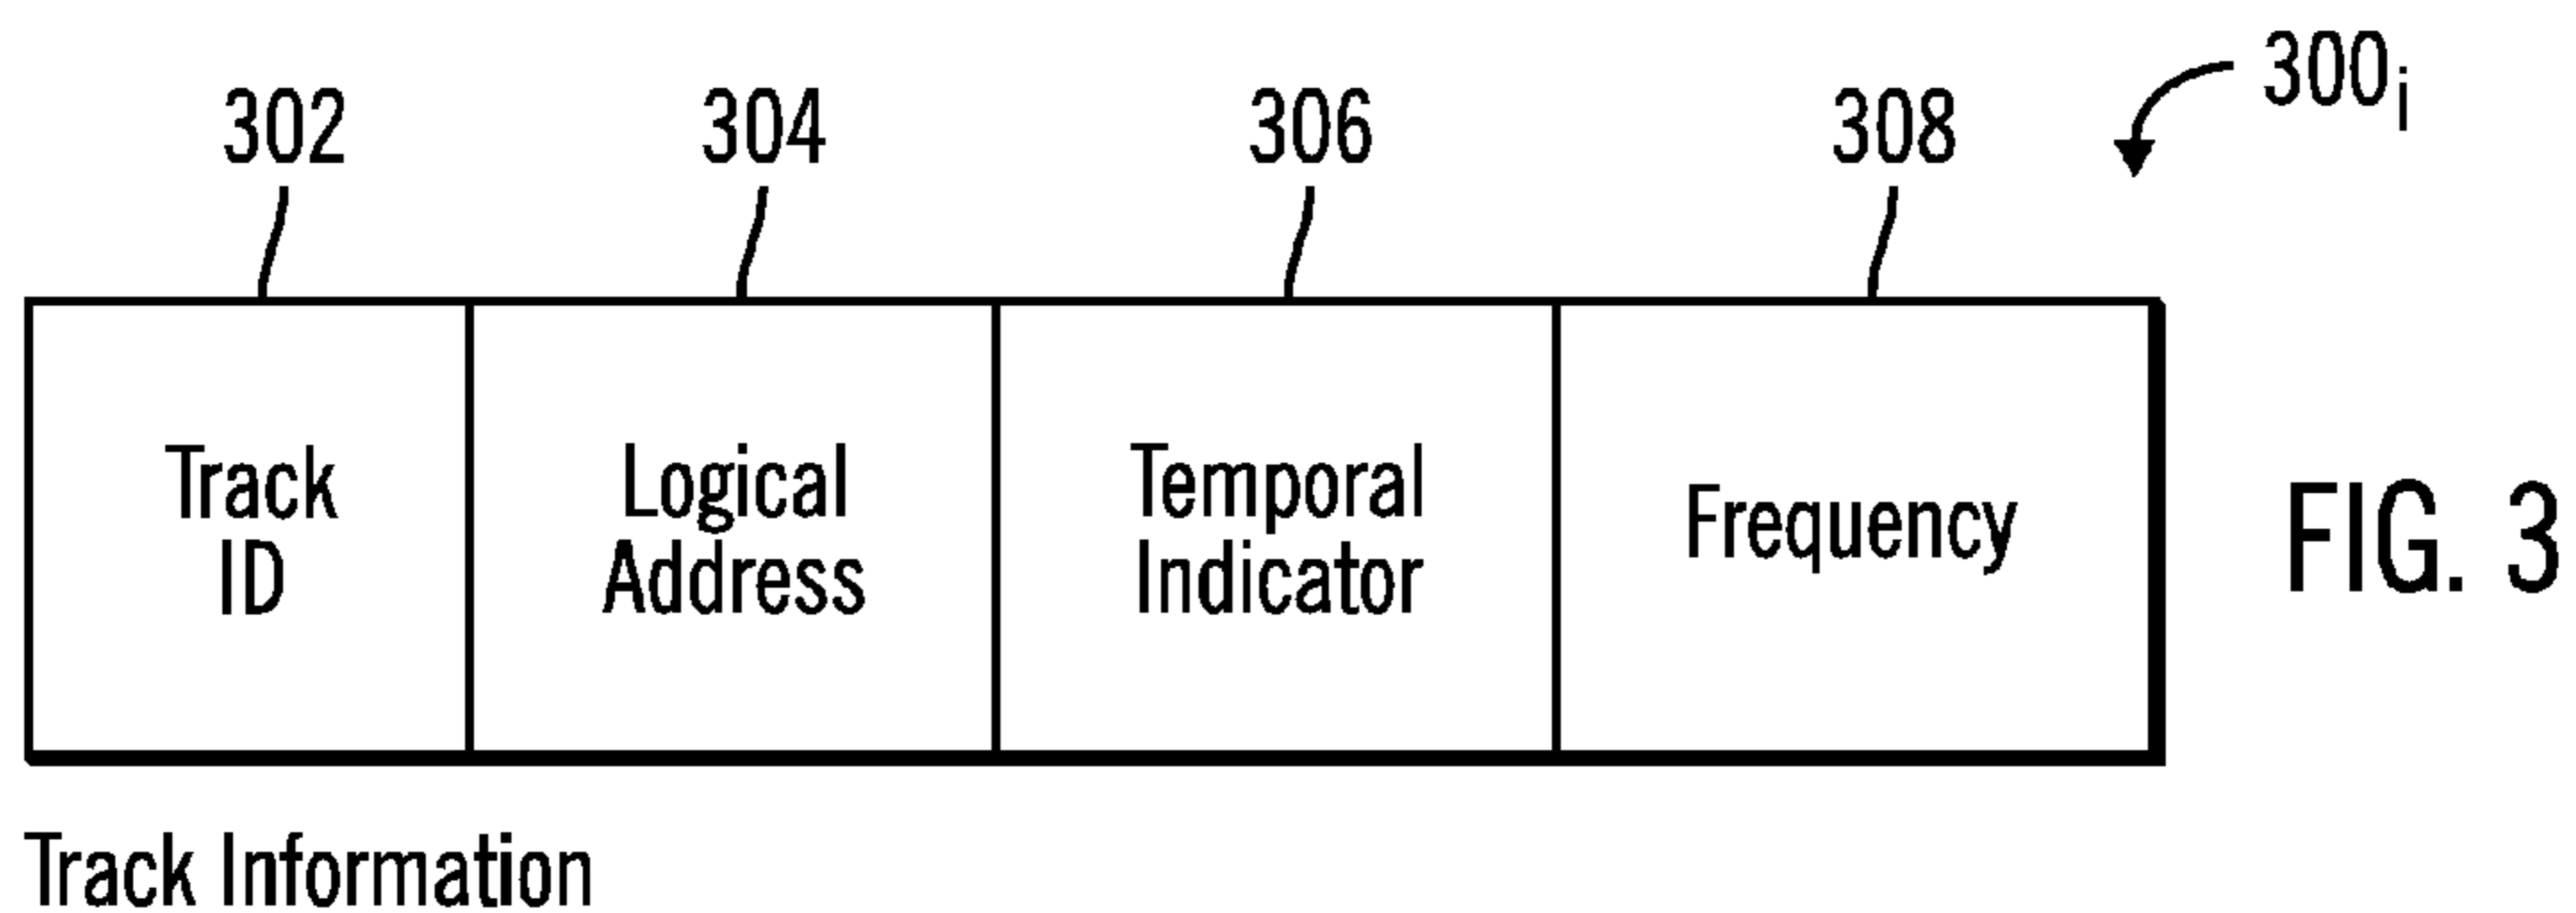 300i
302 304 306 308
Track ID
Logical Address
Temporal Indicator
Frequency
FIG. 3
Track Information